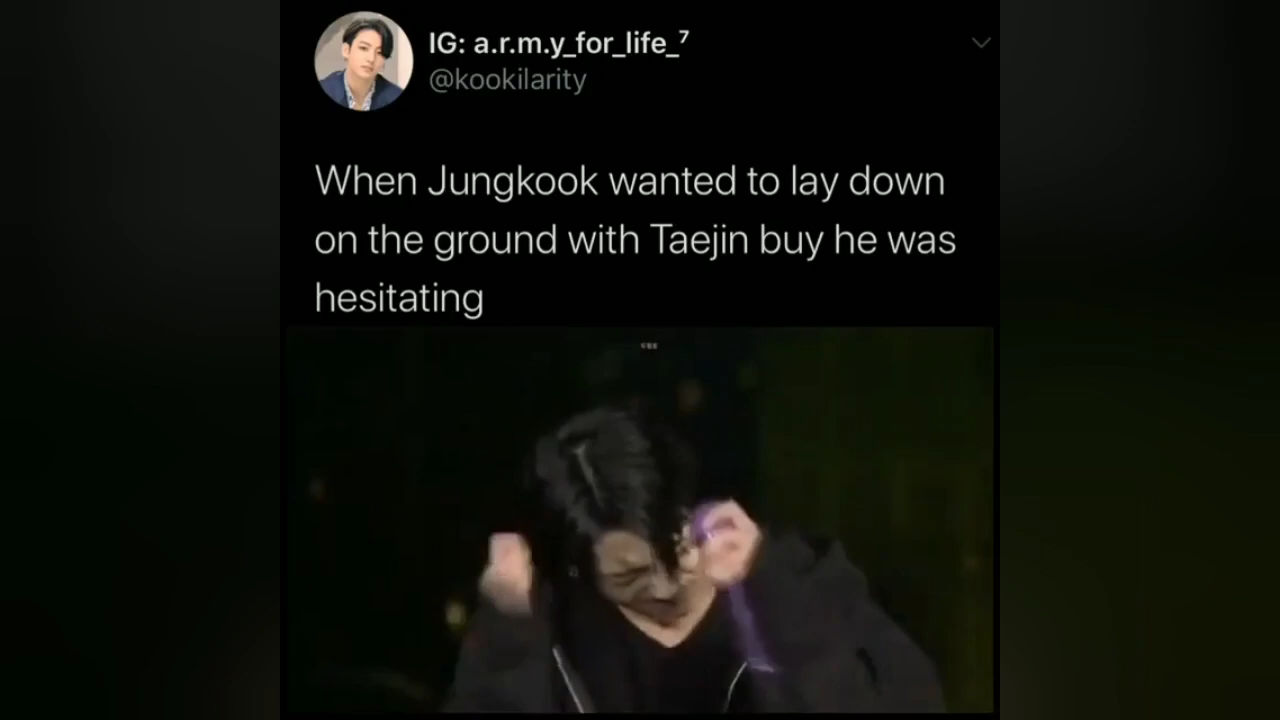 IG: a.r.m.y_for_life_⁷
@kookilarity
When Jungkook wanted to lay down
on the ground with Taejin buy he was
hesitating